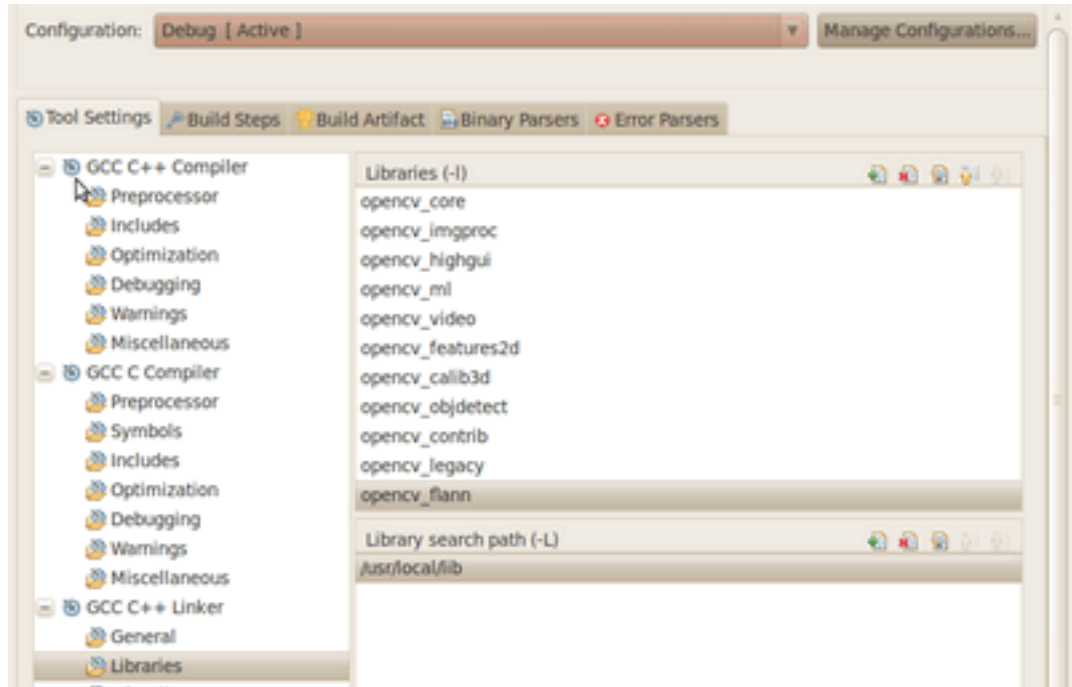 Configuration: Debug [ Active ] Manage Configurations...
Tool Settings Build Steps Build Artifact Binary Parsers Error Parsers
GCC C++ Compiler
Preprocessor
Includes
Optimization
Debugging
Warnings
Miscellaneous
GCC C Compiler
Preprocessor
Symbols
Includes
Optimization
Debugging
Warnings
Miscellaneous
GCC C++ Linker
General
Libraries
Libraries (-l)
opencv_core
opencv_imgproc
opencv_highgui
opencv_ml
opencv_video
opencv_features2d
opencv_calib3d
opencv_objdetect
opencv_contrib
opencv_legacy
opencv_flann
Library search path (-L)
/usr/local/lib